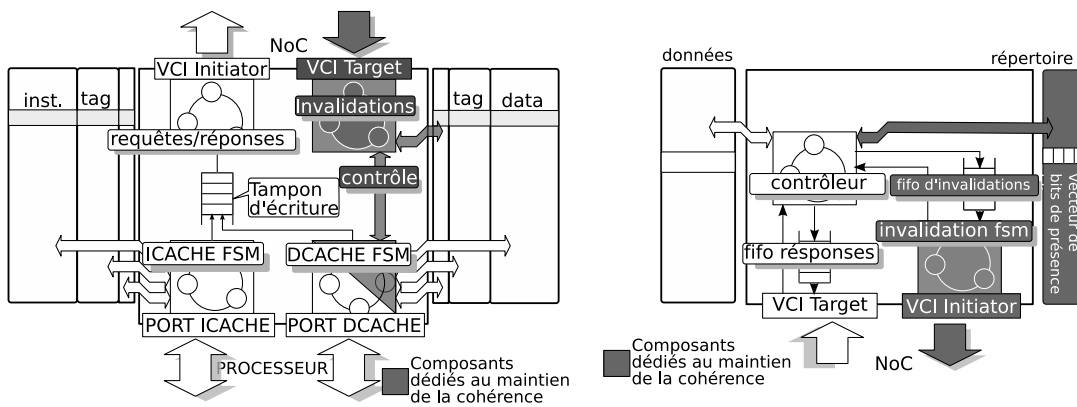 NoC
VCI Initiator
VCI Target
inst.
tag
Invalidations
tag
data
requêtes/réponses
contrôle
Tampon
d'écriture
ICACHE FSM
DCACHE FSM
PORT ICACHE
PORT DCACHE
PROCESSEUR
Composants
dédiés au maintien
de la cohérence
données
répertoire
contrôleur
fifo d'invalidations
invalidation fsm
fifo résponses
VCI Target
VCI Initiator
Vecteur de
bits de présence
NoC
Composants
dédiés au maintien
de la cohérence